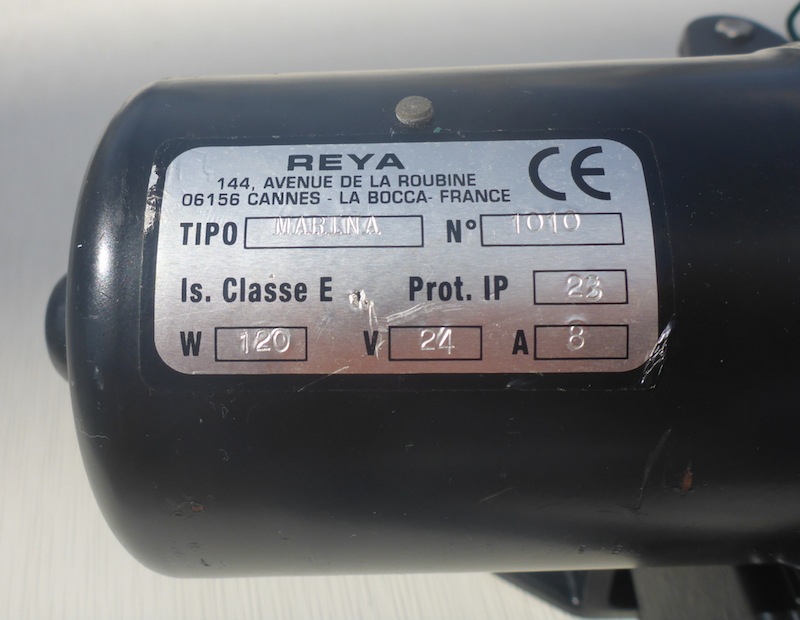 REYA
144, AVENUE DE LA ROUBINE
06156 CANNES - LA BOCCA- FRANCE
CE
TIPO MARINA N° 1010
Is. Classe E Prot. IP 23
W 120 V 24 A 8